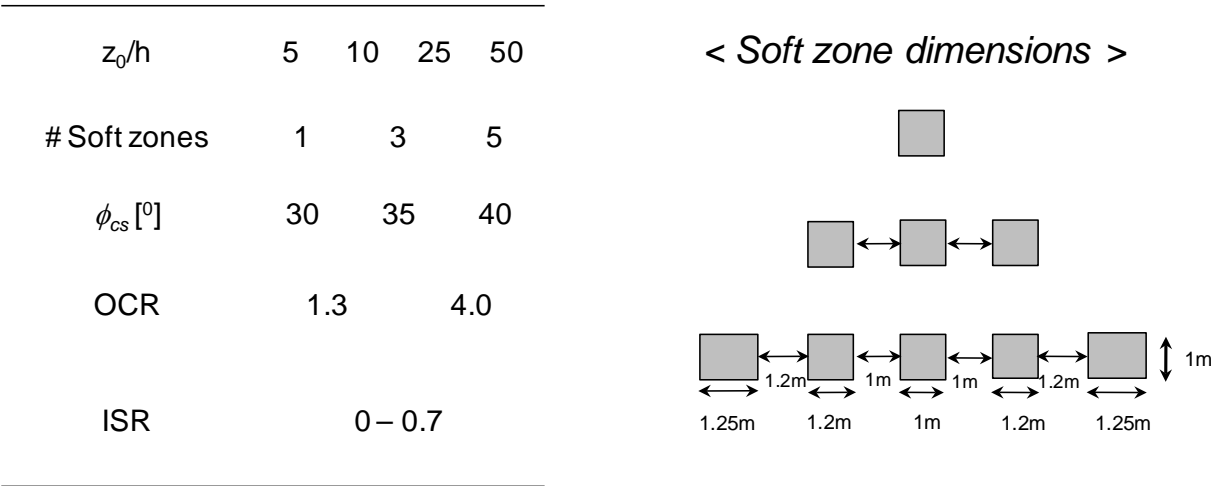 z0/h 5 10 25 50
# Soft zones 1 3 5
ϕcs [0] 30 35 40
OCR 1.3 4.0
ISR 0 – 0.7
< Soft zone dimensions >
1m
1.2m 1m 1m 1.2m
1.25m 1.2m 1m 1.2m 1.25m